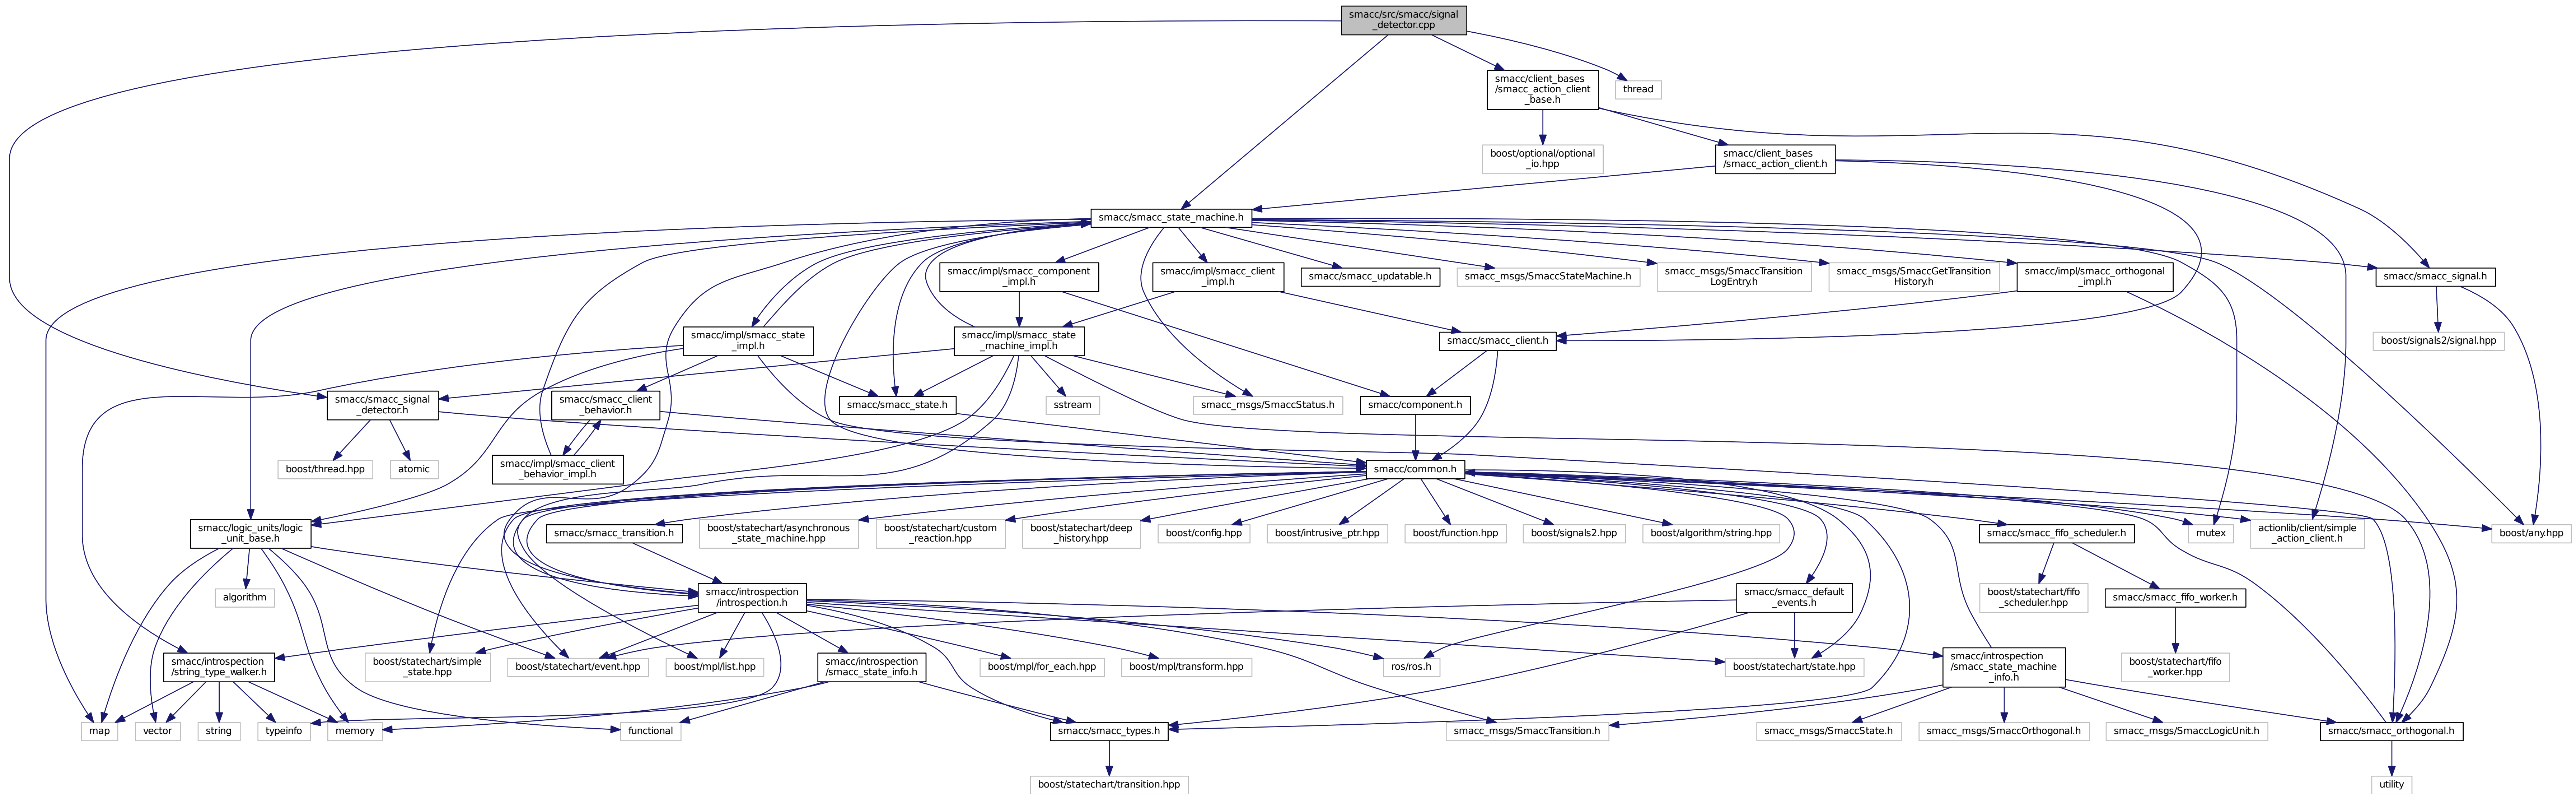 smacc/src/smacc/signal
_detector.cpp
smacc/client_bases
/smacc_action_client
_base.h
thread
boost/optional/optional
_io.hpp
smacc/client_bases
/smacc_action_client.h
smacc/smacc_state_machine.h
smacc/impl/smacc_component
_impl.h
smacc/impl/smacc_client
_impl.h
smacc/smacc_updatable.h
smacc_msgs/SmaccStateMachine.h
smacc_msgs/SmaccTransition
LogEntry.h
smacc_msgs/SmaccGetTransition
History.h
smacc/impl/smacc_orthogonal
_impl.h
smacc/smacc_signal.h
smacc/impl/smacc_state
_impl.h
smacc/impl/smacc_state
_machine_impl.h
smacc/smacc_client.h
boost/signals2/signal.hpp
smacc/smacc_signal
_detector.h
smacc/smacc_client
_behavior.h
smacc/smacc_state.h
sstream
smacc_msgs/SmaccStatus.h
smacc/component.h
boost/thread.hpp
atomic
smacc/impl/smacc_client
_behavior_impl.h
smacc/common.h
smacc/logic_units/logic
_unit_base.h
smacc/smacc_transition.h
boost/statechart/asynchronous
_state_machine.hpp
boost/statechart/custom
_reaction.hpp
boost/statechart/deep
_history.hpp
boost/config.hpp
boost/intrusive_ptr.hpp
boost/function.hpp
boost/signals2.hpp
boost/algorithm/string.hpp
smacc/smacc_fifo_scheduler.h
mutex
actionlib/client/simple
_action_client.h
boost/any.hpp
algorithm
smacc/introspection
/introspection.h
smacc/smacc_default
_events.h
boost/statechart/fifo
_scheduler.hpp
smacc/smacc_fifo_worker.h
smacc/introspection
/string_type_walker.h
boost/statechart/simple
_state.hpp
boost/statechart/event.hpp
boost/mpl/list.hpp
smacc/introspection
/smacc_state_info.h
boost/mpl/for_each.hpp
boost/mpl/transform.hpp
ros/ros.h
boost/statechart/state.hpp
smacc/introspection
/smacc_state_machine
_info.h
boost/statechart/fifo
_worker.hpp
map
vector
string
typeinfo
memory
functional
smacc/smacc_types.h
smacc_msgs/SmaccTransition.h
smacc_msgs/SmaccState.h
smacc_msgs/SmaccOrthogonal.h
smacc_msgs/SmaccLogicUnit.h
smacc/smacc_orthogonal.h
boost/statechart/transition.hpp
utility